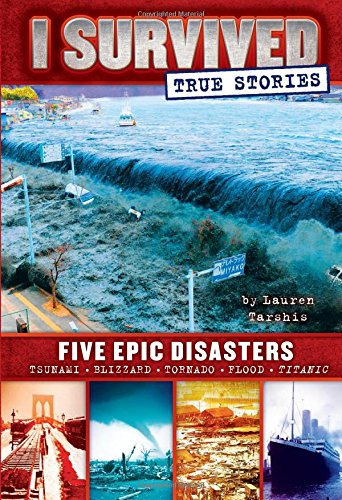 I SURVIVED
TRUE STORIES
MIYAKO
by Lauren
Tarshis
FIVE EPIC DISASTERS
TSUNAMI • BLIZZARD • TORNADO • FLOOD • TITANIC